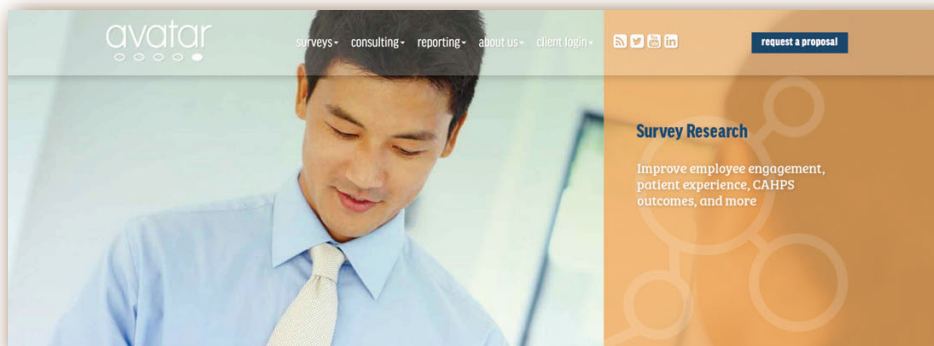 avatar
surveys consulting reporting about us client login
request a proposal
Survey Research
Improve employee engagement,
patient experience, CAHPS
outcomes, and more